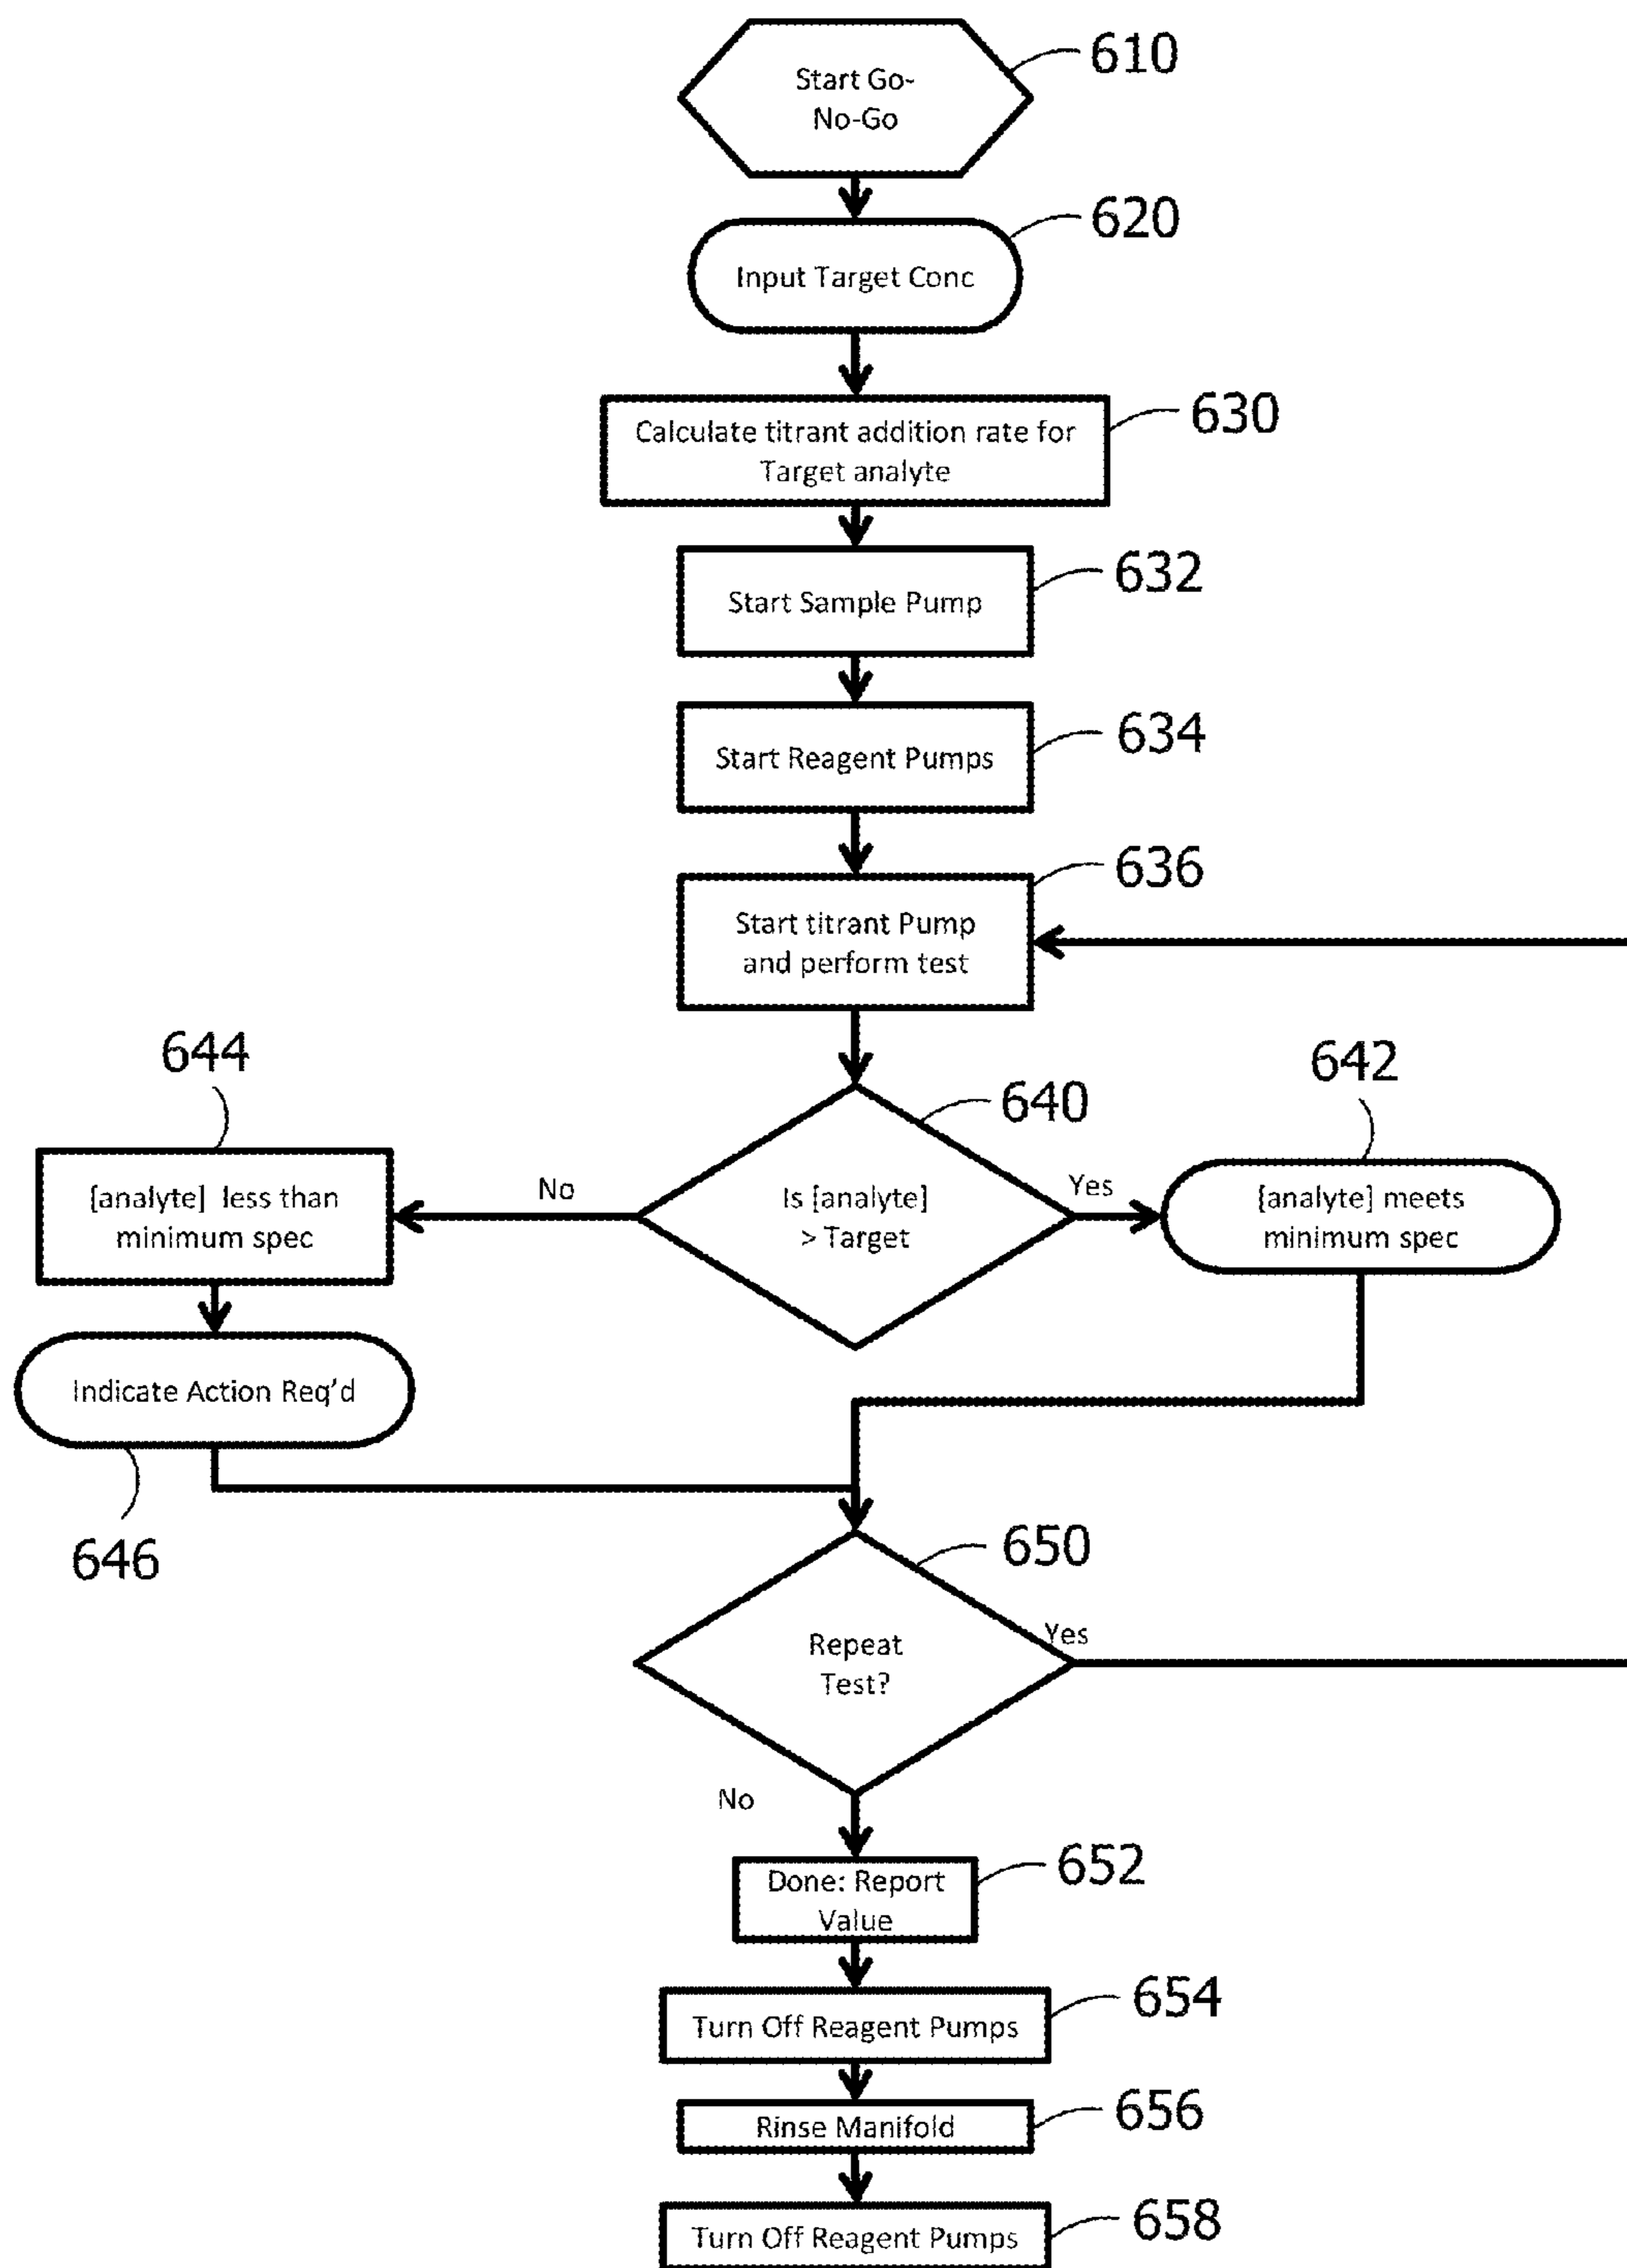 610
Start Go-
No-Go
620
Input Target Conc
630
Calculate titrant addition rate for
Target analyte
632
Start Sample Pump
634
Start Reagent Pumps
636
Start titrant Pump
and perform test
644
642
640
[analyte] less than
minimum spec
No
Is [analyte]
> Target
Yes
[analyte] meets
minimum spec
Indicate Action Req'd
646
650
Repeat
Test?
Yes
No
652
Done: Report
Value
654
Turn Off Reagent Pumps
656
Rinse Manifold
658
Turn Off Reagent Pumps